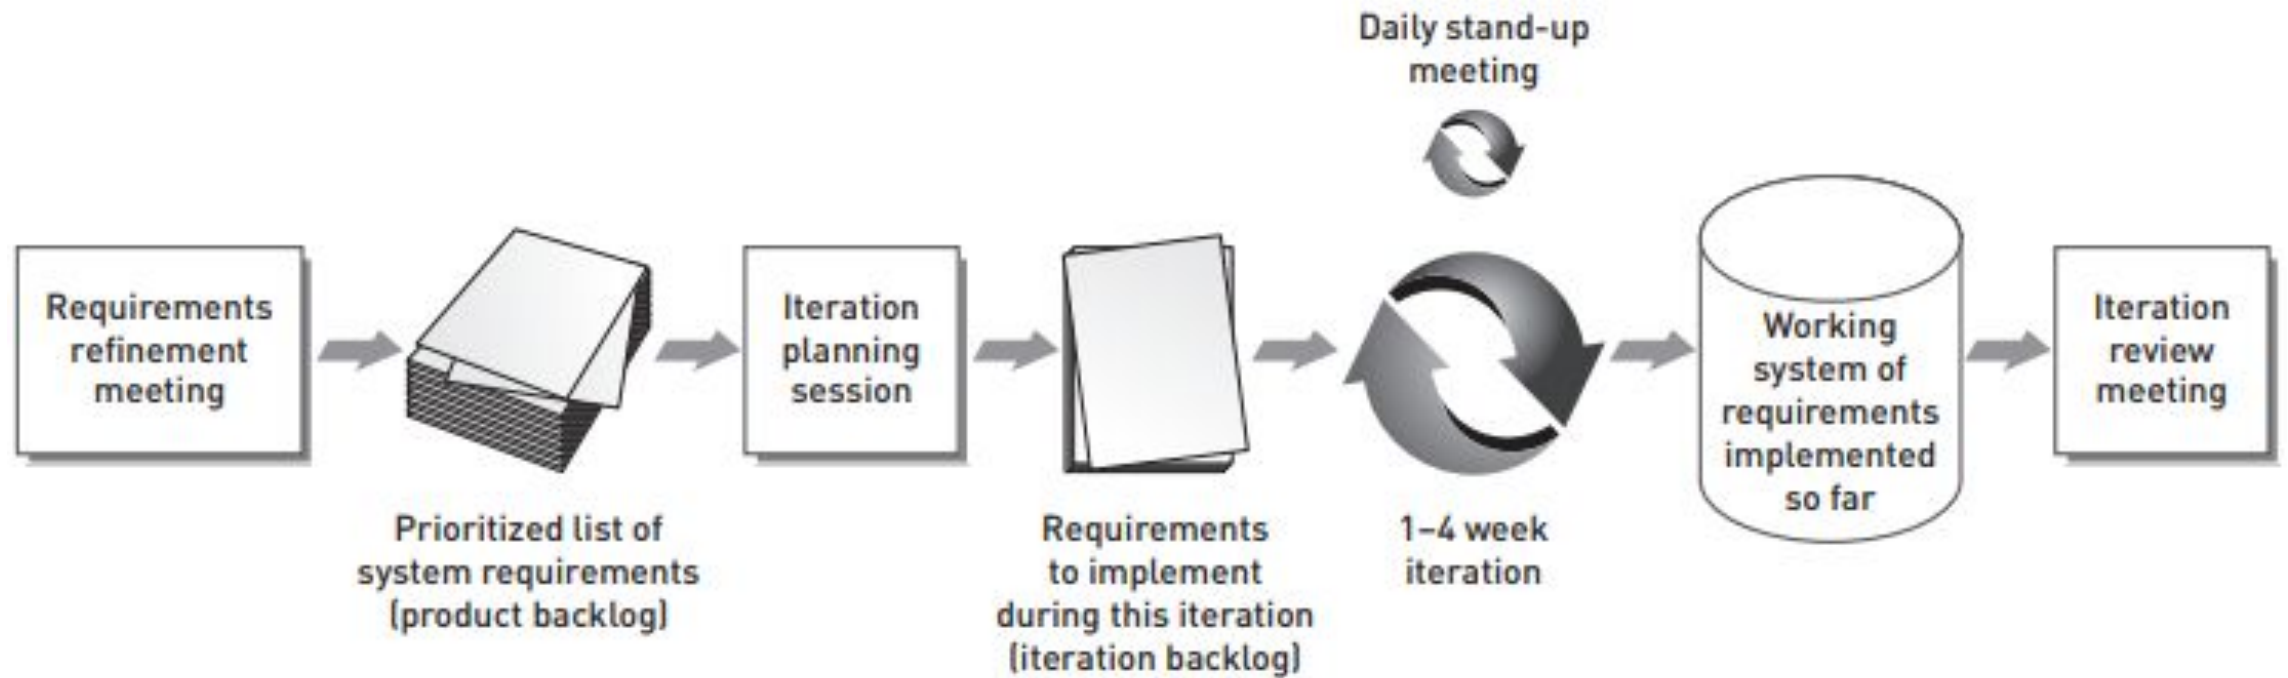 Daily stand-up
meeting
Requirements
refinement
meeting
Prioritized list of
system requirements
(product backlog)
Iteration
planning
session
Requirements
to implement
during this iteration
(iteration backlog)
1–4 week
iteration
Working
system of
requirements
implemented
so far
Iteration
review
meeting